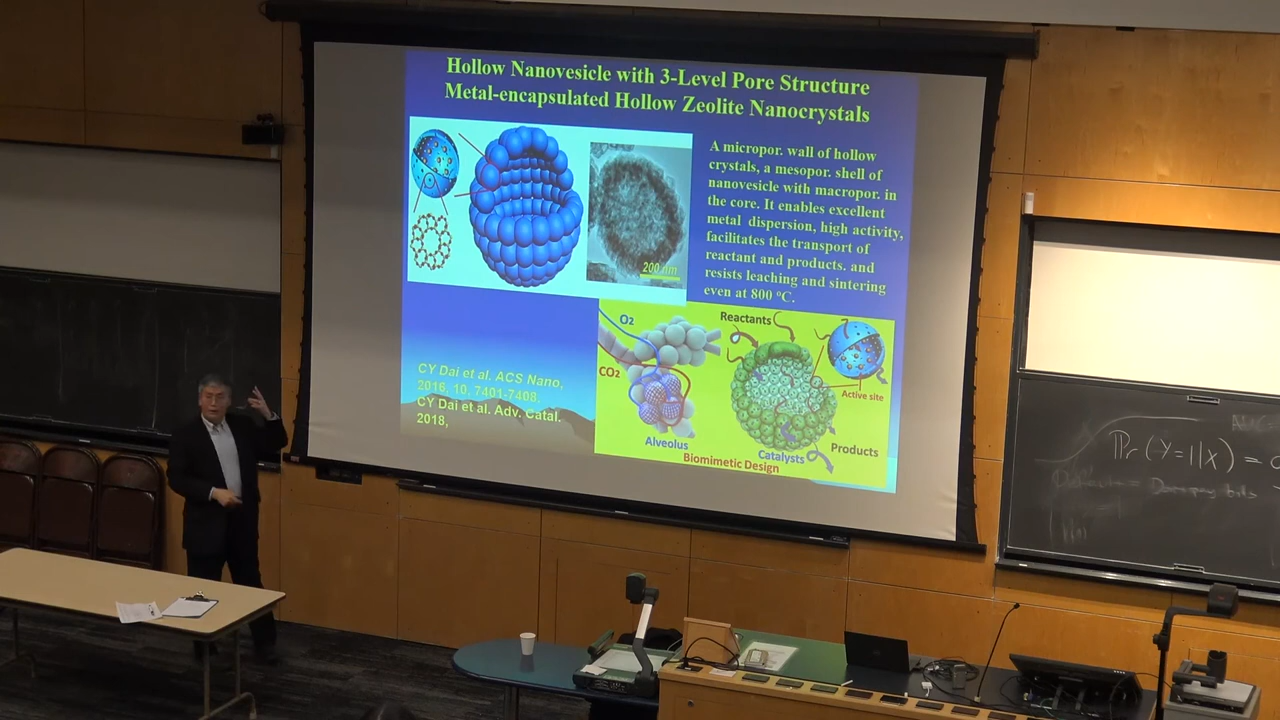 Hollow Nanovesicle with 3-Level Pore Structure
Metal-encapsulated Hollow Zeolite Nanocrystals
A micropor. wall of hollow
crystals, a mesopor. shell of
nanovesicle with macropor. in
the core. It enables excellent
metal dispersion, high activity,
facilitates the transport of
reactant and products. and
resists leaching and sintering
even at 800 °C.
200 nm
CY Dai et al. ACS Nano,
2016, 10, 7401-7408,
CY Dai et al. Adv. Catal.
2018,
O2
CO2
Alveolus
Reactants
Active site
Products
Catalysts
Biomimetic Design
Pr(Y=1|X) =